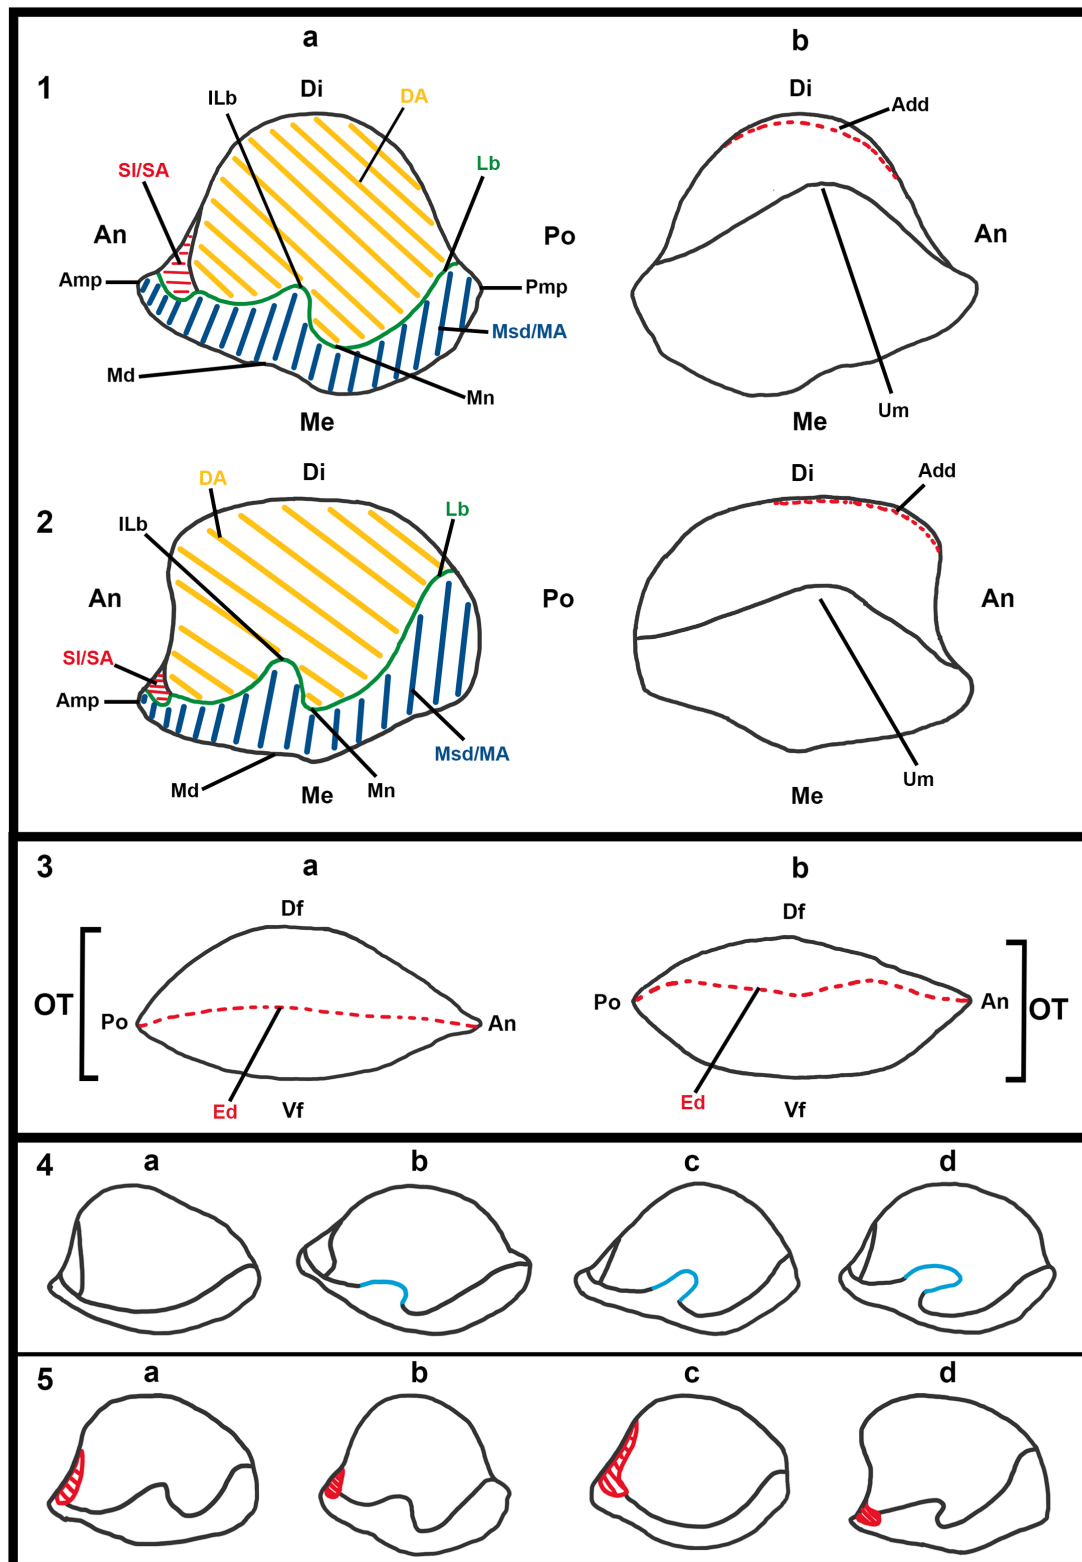 a b
1
Di Di
ILb DA Add
SI/SA Lb
An Po An
Amp Pmp
Msd/MA
Md Mn Um
Me Me
Di Di
DA Add
2 ILb Lb
An Po An
SI/SA
Amp
Msd/MA
Md Mn Um
Me Me
3 a b
Df Df
OT Po An Po An OT
Ed Vf Ed Vf
4 a b c d
5 a b c d